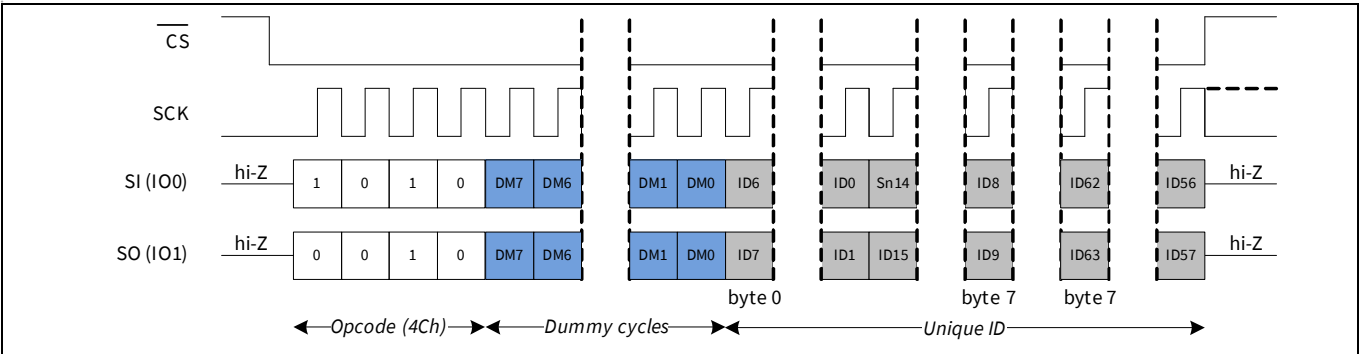 CS
SCK
SI (IO0) hi-Z 1 0 1 0 DM7 DM6 DM1 DM0 ID6 ID0 Sn14 ID8 ID62 ID56 hi-Z
SO (IO1) hi-Z 0 0 1 0 DM7 DM6 DM1 DM0 ID7 ID1 ID15 ID9 ID63 ID57 hi-Z
byte 0 byte 7 byte 7
Opcode (4Ch) Dummy cycles Unique ID